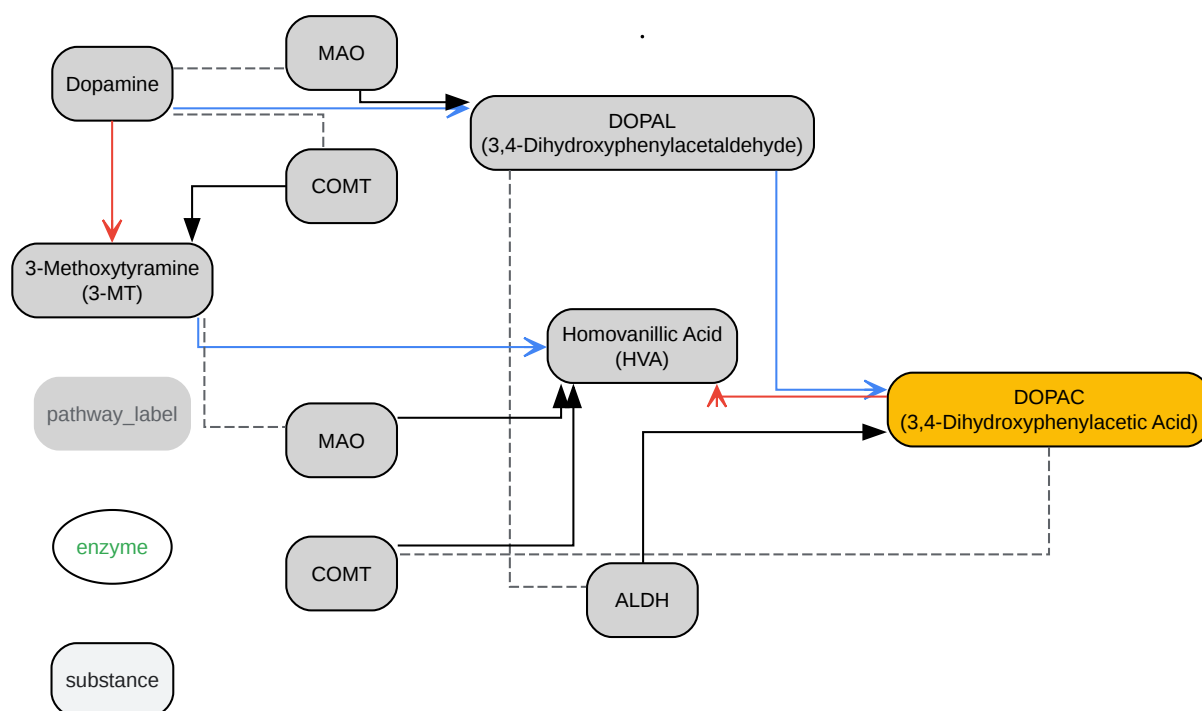 MAO
Dopamine
DOPAL
(3,4-Dihydroxyphenylacetaldehyde)
COMT
3-Methoxytyramine
(3-MT)
Homovanillic Acid
(HVA)
DOPAC
(3,4-Dihydroxyphenylacetic Acid)
pathway_label
MAO
enzyme
COMT
ALDH
substance